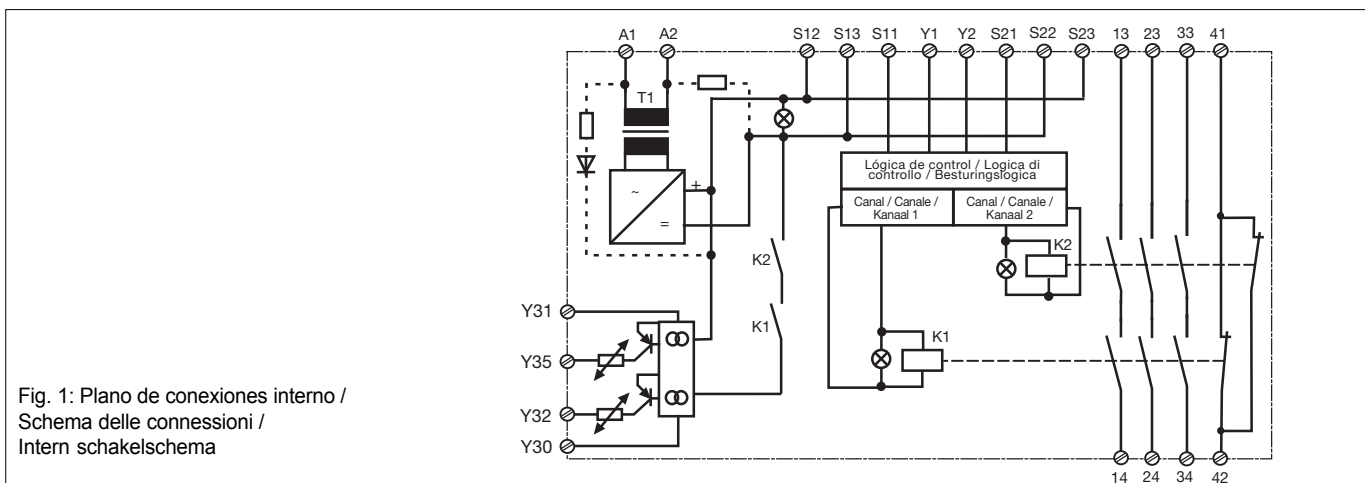 A1 A2 S12 S13 S11 Y1 Y2 S21 S22 S23 13 23 33 41
T1
~
+
=
Lógica de control / Logica di
controllo / Besturingslogica
Canal / Canale /
Kanaal 1
Canal / Canale /
Kanaal 2
K2
K2
K1
K1
Y31
Y35
Y32
Y30
Fig. 1: Plano de conexiones interno /
Schema delle connessioni /
Intern schakelschema
14 24 34 42